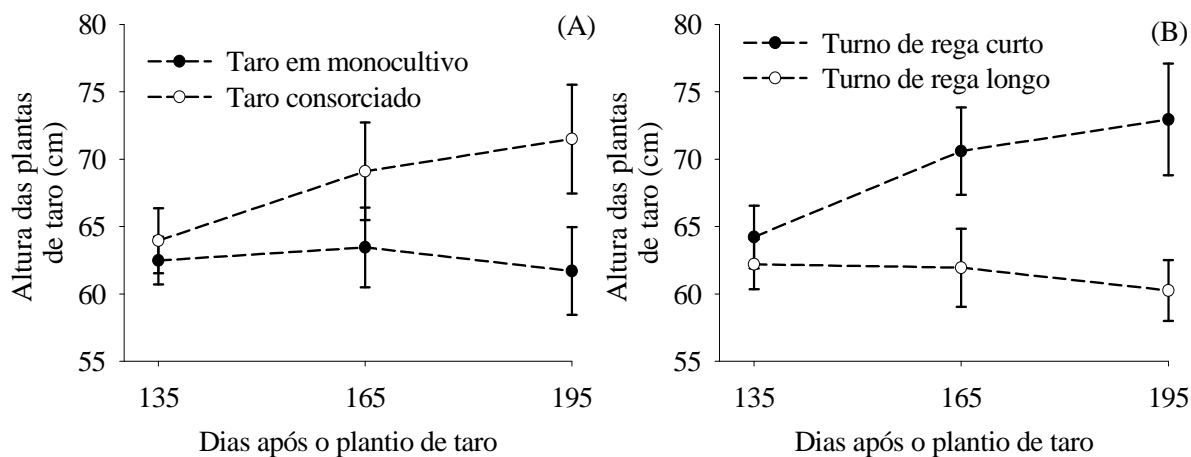 80
75
70
65
60
55
Altura das plantas
de taro (cm)
(A)
Taro em monocultivo
Taro consorciado
135 165 195
Dias após o plantio de taro
80
75
70
65
60
55
Altura das plantas
de taro (cm)
(B)
Turno de rega curto
Turno de rega longo
135 165 195
Dias após o plantio de taro